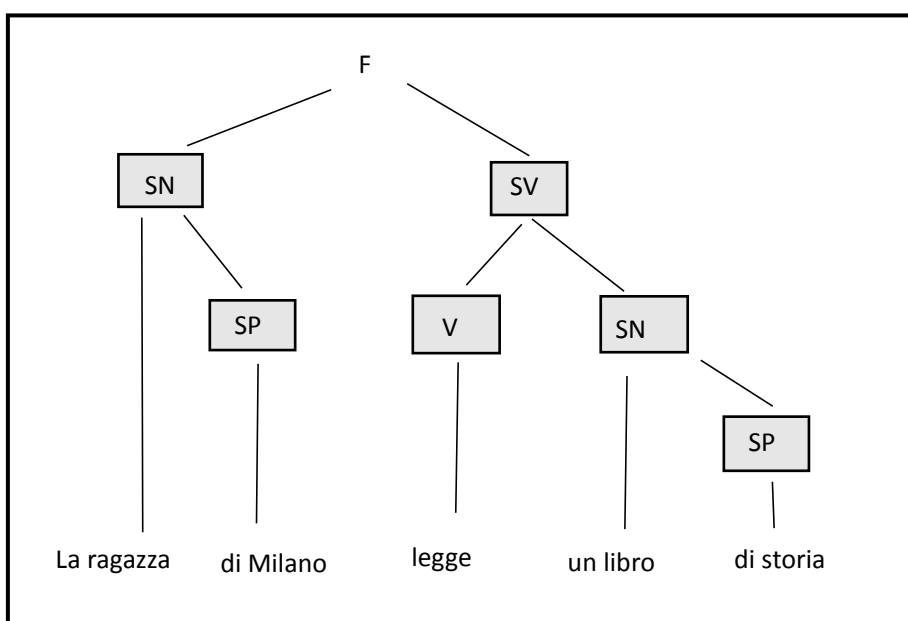 F
SN
SV
SP
V
SN
SP
La ragazza di Milano legge un libro di storia